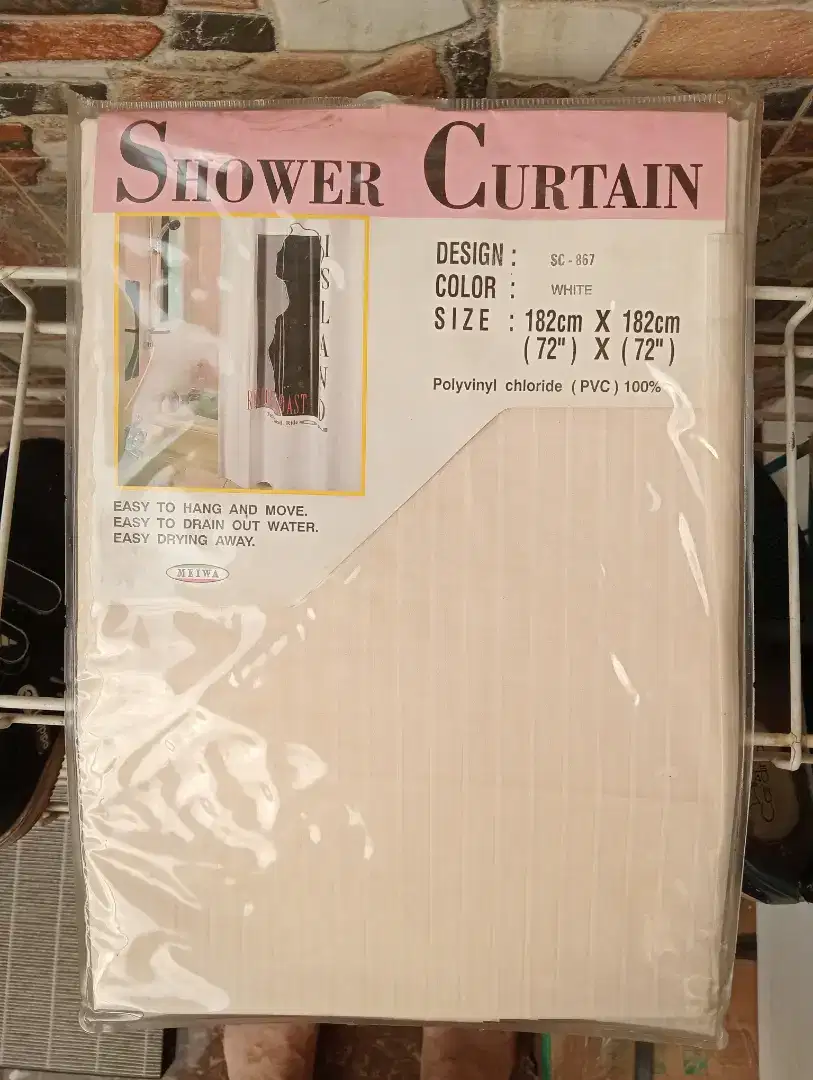 SHOWER CURTAIN
ISLAND
DESIGN : SC - 867
COLOR : WHITE
SIZE : 182cm X 182cm
(72") X (72")
Polyvinyl chloride (PVC) 100%
EASY TO HANG AND MOVE.
EASY TO DRAIN OUT WATER.
EASY DRYING AWAY.
MEIWA